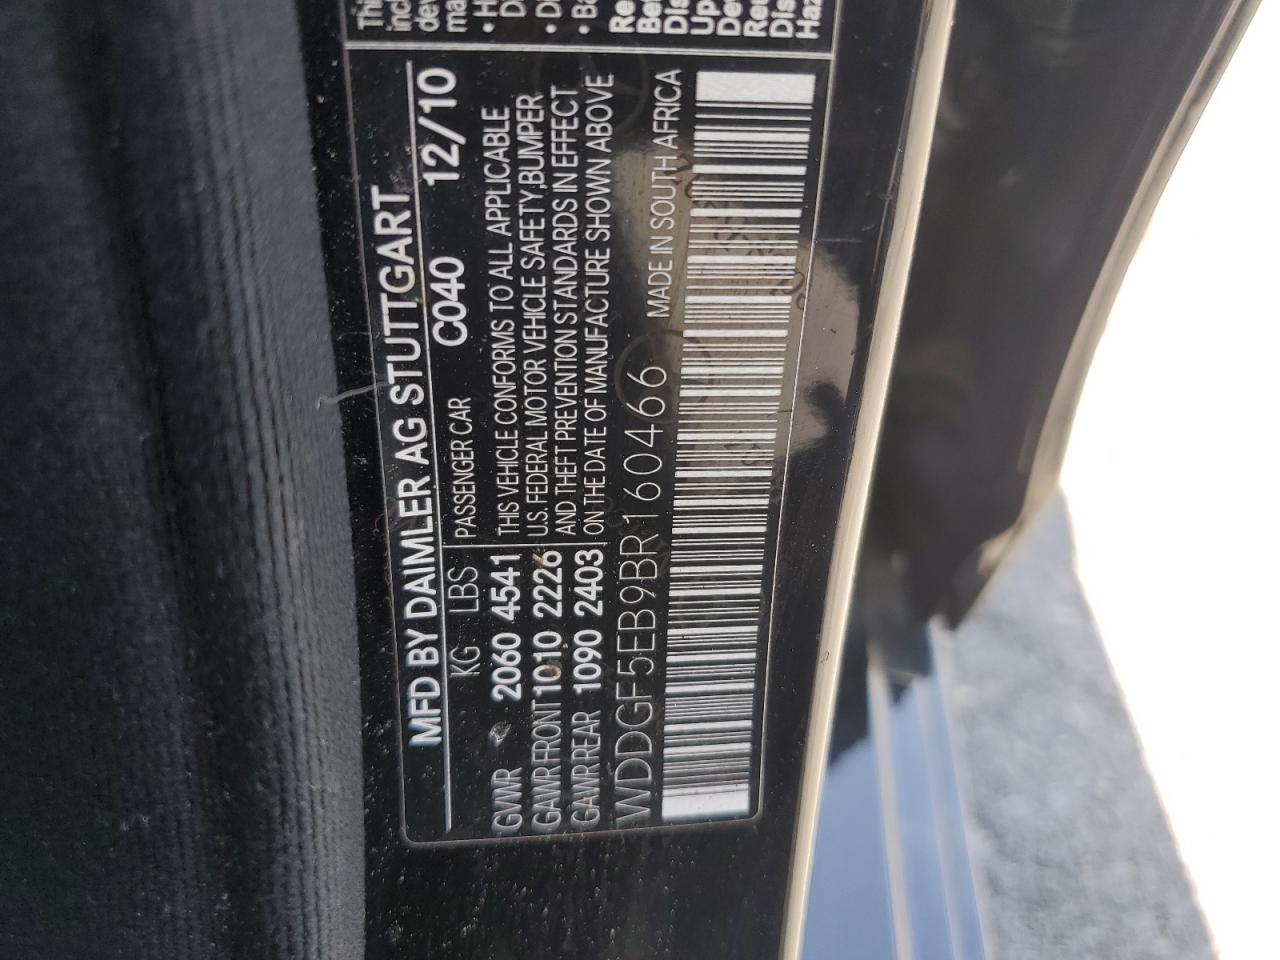 MFD BY DAIMLER AG STUTTGART
KG LBS PASSENGER CAR C040 12/10
GVWR 2060 4541 THIS VEHICLE CONFORMS TO ALL APPLICABLE
GAWR FRONT 1010 2226 U.S. FEDERAL MOTOR VEHICLE SAFETY, BUMPER
GAWR REAR 1090 2403 AND THEFT PREVENTION STANDARDS IN EFFECT
ON THE DATE OF MANUFACTURE SHOWN ABOVE
WDDGF5EB9BR160466 MADE IN SOUTH AFRICA
This